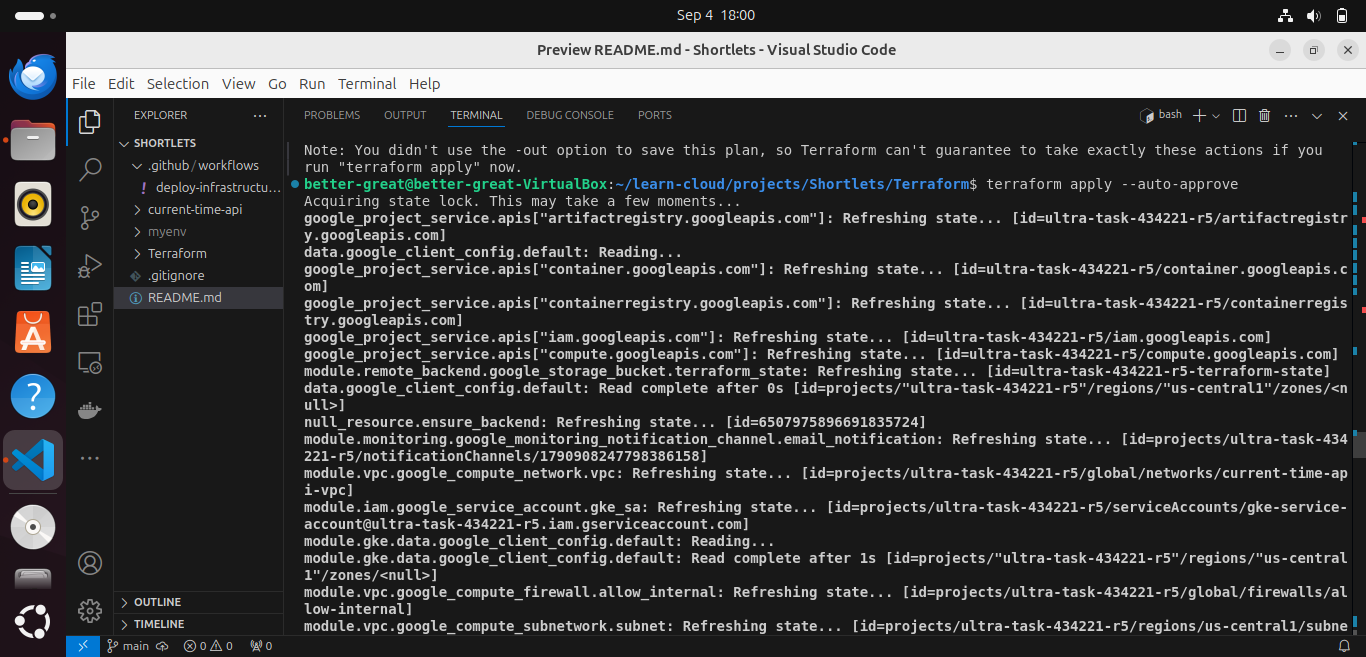 Sep 4 18:00
Preview README.md - Shortlets - Visual Studio Code
File Edit Selection View Go Run Terminal Help
EXPLORER
SHORTLETS
.github/workflows
! deploy-infrastructu...
current-time-api
myenv
Terraform
.gitignore
README.md
OUTLINE
TIMELINE
PROBLEMS OUTPUT TERMINAL DEBUG CONSOLE PORTS
bash
Note: You didn't use the -out option to save this plan, so Terraform can't guarantee to take exactly these actions if you
run "terraform apply" now.
better-great@better-great-VirtualBox:~/learn-cloud/projects/Shortlets/Terraform$ terraform apply --auto-approve
Acquiring state lock. This may take a few moments...
google_project_service.apis["artifactregistry.googleapis.com"]: Refreshing state... [id=ultra-task-434221-r5/artifactregistr
y.googleapis.com]
data.google_client_config.default: Reading...
google_project_service.apis["container.googleapis.com"]: Refreshing state... [id=ultra-task-434221-r5/container.googleapis.c
om]
google_project_service.apis["containerregistry.googleapis.com"]: Refreshing state... [id=ultra-task-434221-r5/containerregis
try.googleapis.com]
google_project_service.apis["iam.googleapis.com"]: Refreshing state... [id=ultra-task-434221-r5/iam.googleapis.com]
google_project_service.apis["compute.googleapis.com"]: Refreshing state... [id=ultra-task-434221-r5/compute.googleapis.com]
module.remote_backend.google_storage_bucket.terraform_state: Refreshing state... [id=ultra-task-434221-r5-terraform-state]
data.google_client_config.default: Read complete after 0s [id=projects/"ultra-task-434221-r5"/regions/"us-central1"/zones/<n
ull>]
null_resource.ensure_backend: Refreshing state... [id=6507975896691835724]
module.monitoring.google_monitoring_notification_channel.email_notification: Refreshing state... [id=projects/ultra-task-434
221-r5/notificationChannels/1790908247798386158]
module.vpc.google_compute_network.vpc: Refreshing state... [id=projects/ultra-task-434221-r5/global/networks/current-time-ap
i-vpc]
module.iam.google_service_account.gke_sa: Refreshing state... [id=projects/ultra-task-434221-r5/serviceAccounts/gke-service-
account@ultra-task-434221-r5.iam.gserviceaccount.com]
module.gke.data.google_client_config.default: Reading...
module.gke.data.google_client_config.default: Read complete after 1s [id=projects/"ultra-task-434221-r5"/regions/"us-central
1"/zones/<null>]
module.vpc.google_compute_firewall.allow_internal: Refreshing state... [id=projects/ultra-task-434221-r5/global/firewalls/al
low-internal]
module.vpc.google_compute_subnetwork.subnet: Refreshing state... [id=projects/ultra-task-434221-r5/regions/us-central1/subne
main 0 0 0